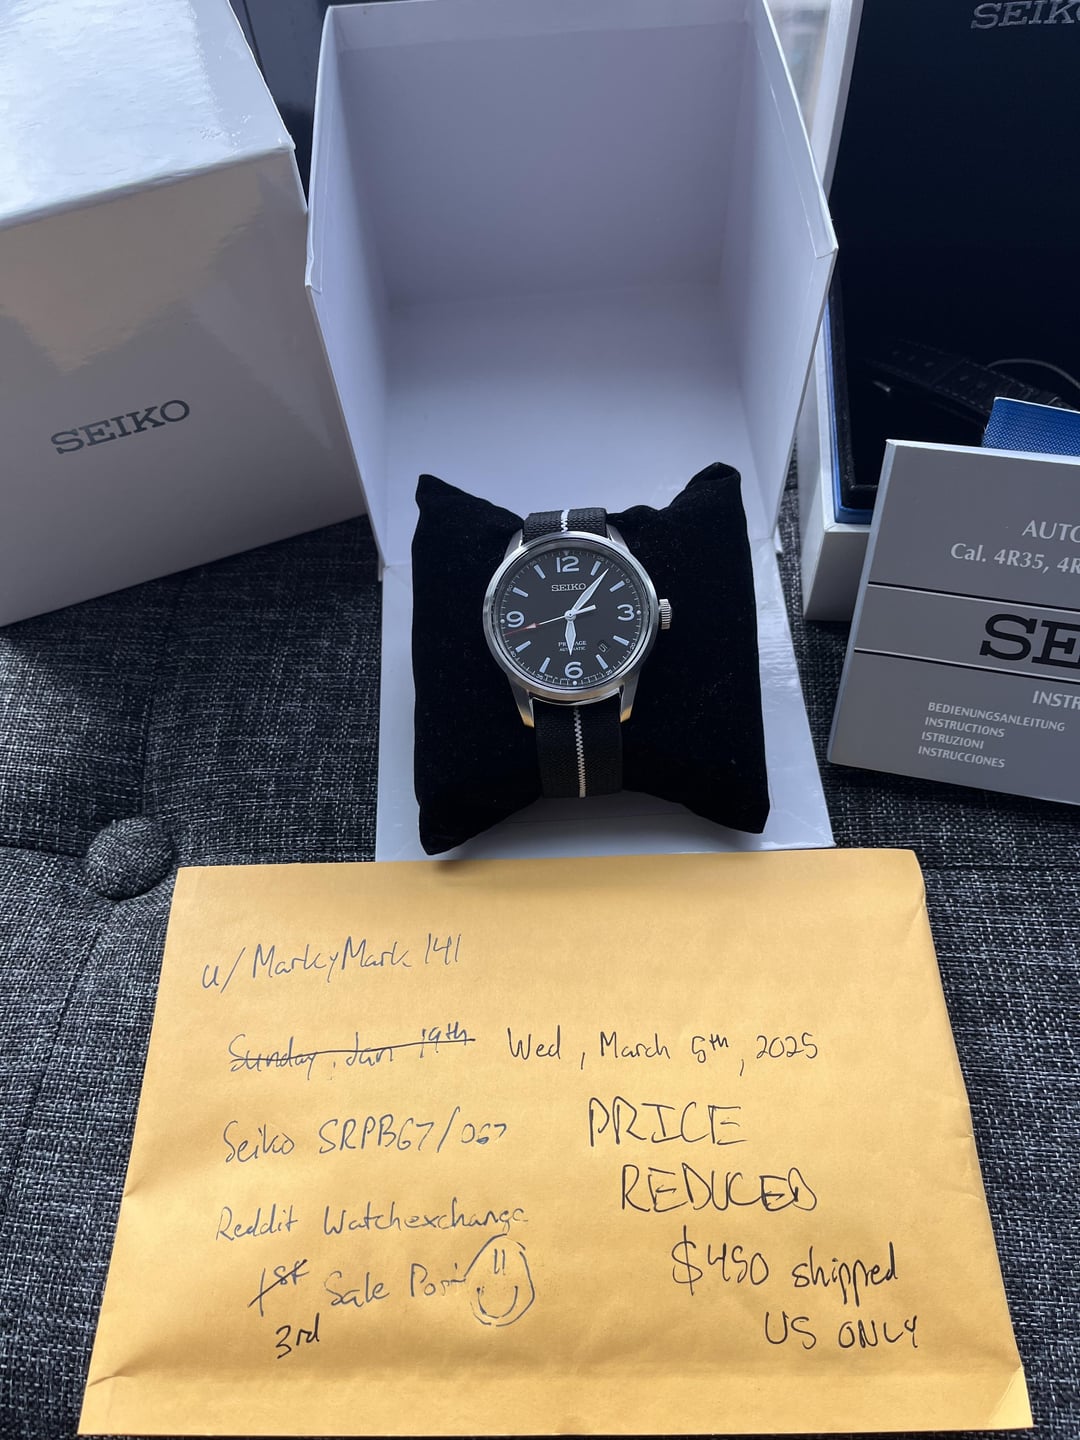 SEIKO
SEIKO
12
SEIKO
9
3
PRESAGE
AUTOMATIC
6
AUTO
Cal. 4R35, 4R
SE
INSTR
BEDIENUNGSANLEITUNG
INSTRUCTIONS
ISTRUZIONI
INSTRUCCIONES
u/MarkyMark141
Sunday, Jan 19th Wed, March 5th, 2025
Seiko SRPB67/067
PRICE
REDUCED
Reddit Watchexchange
1st Sale Post
3rd
$450 shipped
US ONLY